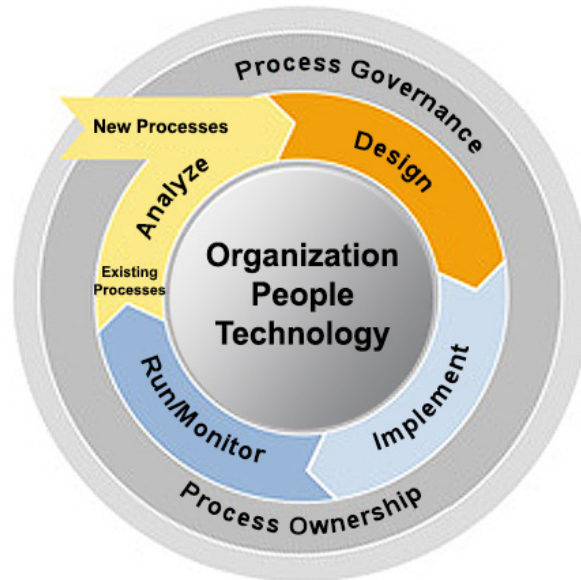 Process Governance
New Processes
Design
Analyze
Organization
People
Technology
Existing
Processes
Implement
Run/Monitor
Process Ownership